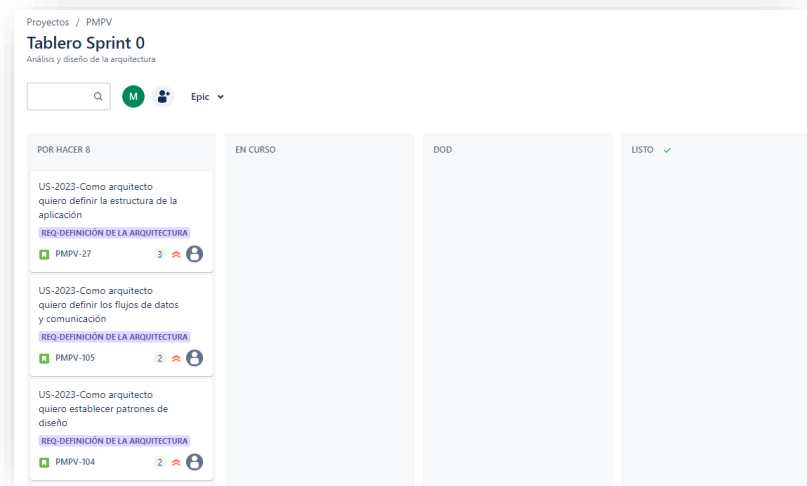 Proyectos / PMPV
Tablero Sprint 0
Análisis y diseño de la arquitectura
M
Epic
POR HACER 8
EN CURSO
DOD
LISTO
US-2023-Como arquitecto
quiero definir la estructura de la
aplicación
REQ-DEFINICIÓN DE LA ARQUITECTURA
PMPV-27 3
US-2023-Como arquitecto
quiero definir los flujos de datos
y comunicación
REQ-DEFINICIÓN DE LA ARQUITECTURA
PMPV-105 2
US-2023-Como arquitecto
quiero establecer patrones de
diseño
REQ-DEFINICIÓN DE LA ARQUITECTURA
PMPV-104 2